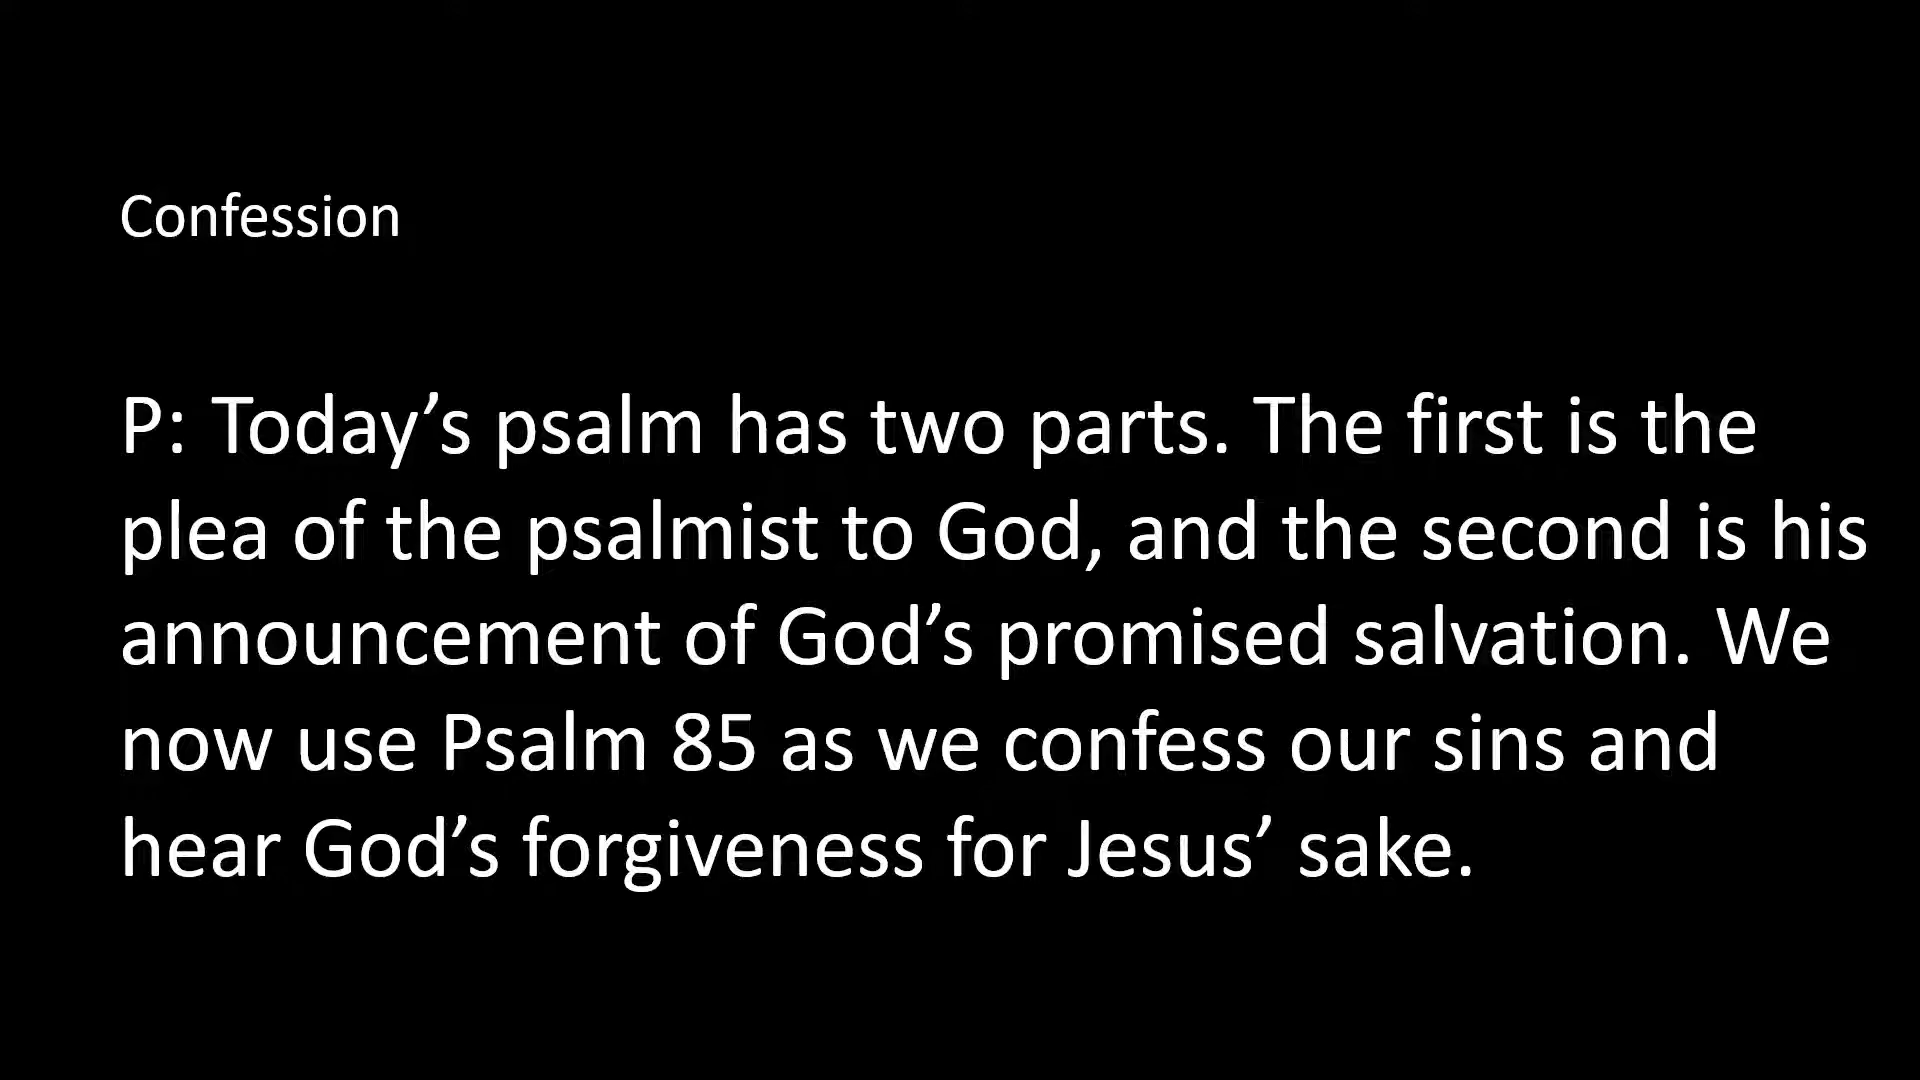 Confession
P: Today’s psalm has two parts. The first is the
plea of the psalmist to God, and the second is his
announcement of God’s promised salvation. We
now use Psalm 85 as we confess our sins and
hear God’s forgiveness for Jesus’ sake.